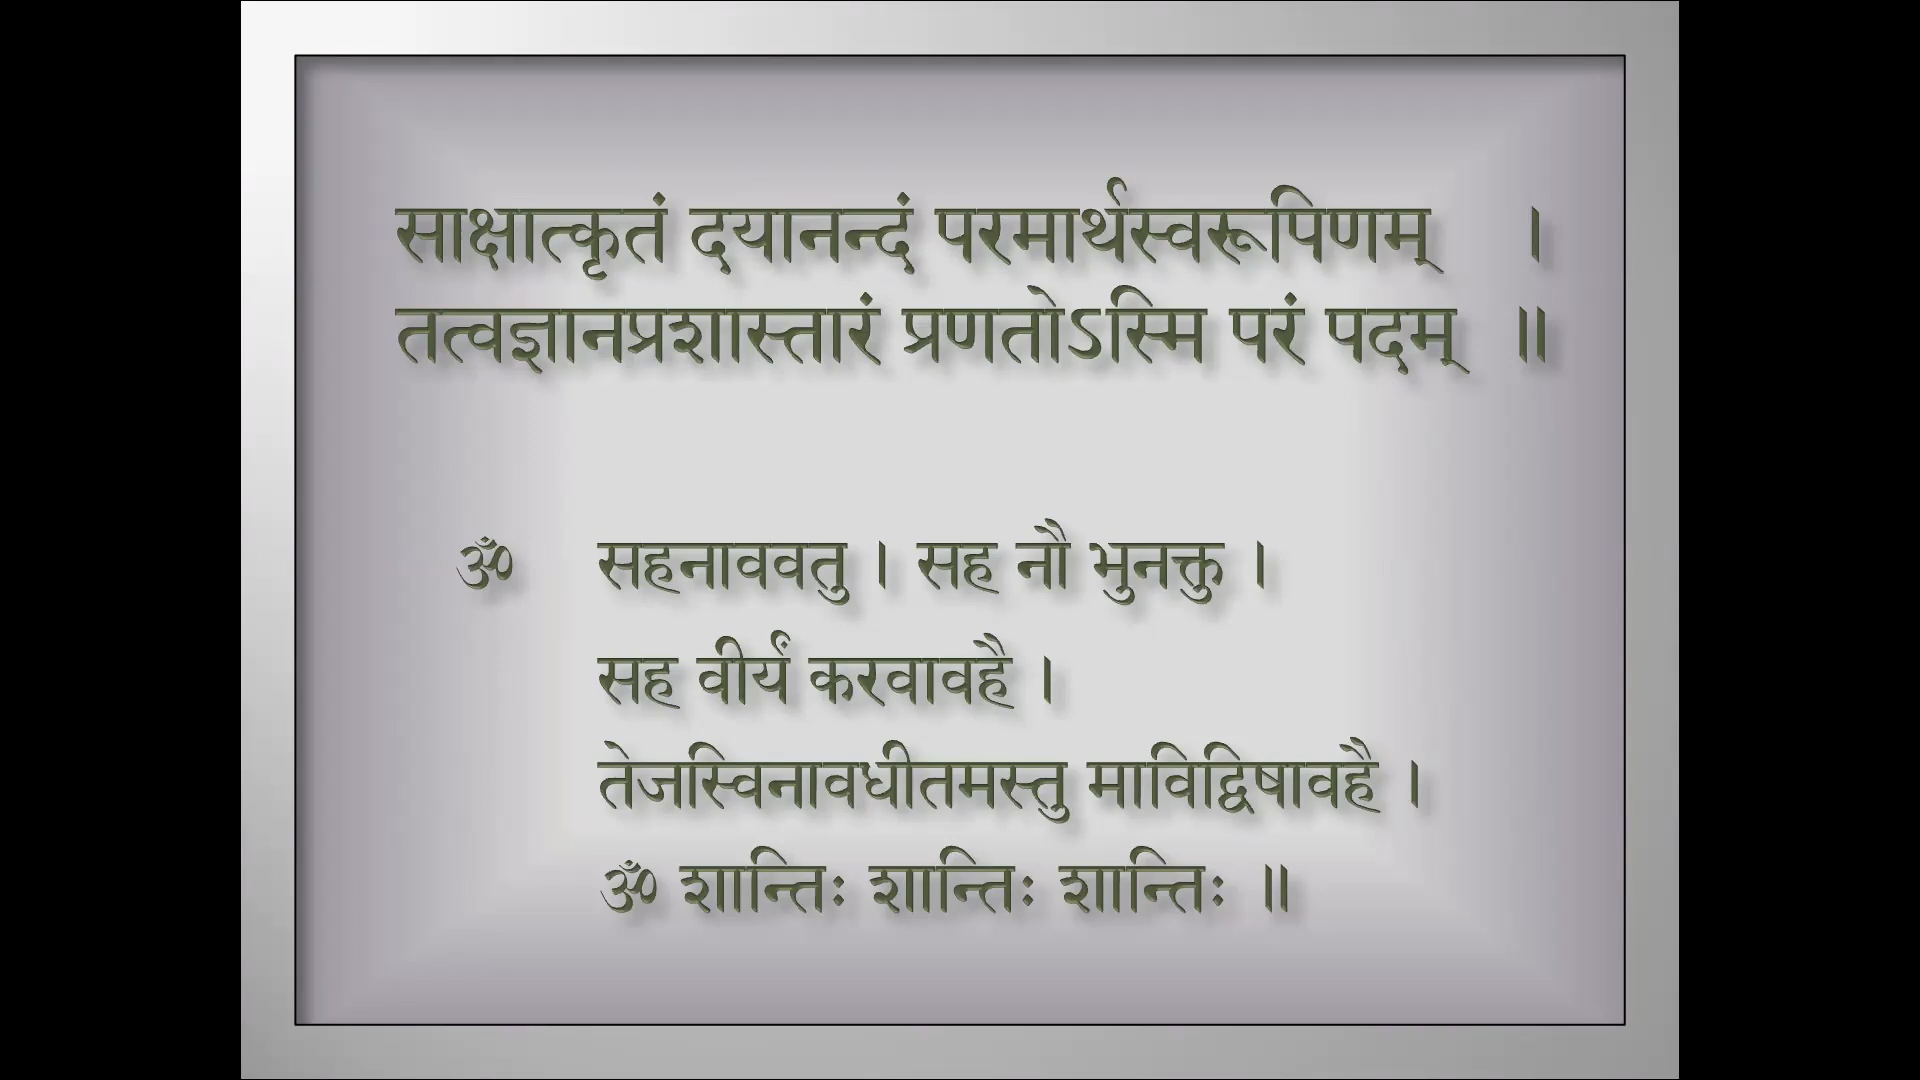 साक्षात्कृतं दयानन्दं परमार्थस्वरूपिणम् ।
तत्वज्ञानप्रशास्तारं प्रणतोऽस्मि परं पदम् ॥
ॐ सहनाववतु । सह नौ भुनक्तु ।
सह वीर्यं करवावहै ।
तेजस्विनावधीतमस्तु माविद्विषावहै ।
ॐ शान्तिः शान्तिः शान्तिः ॥